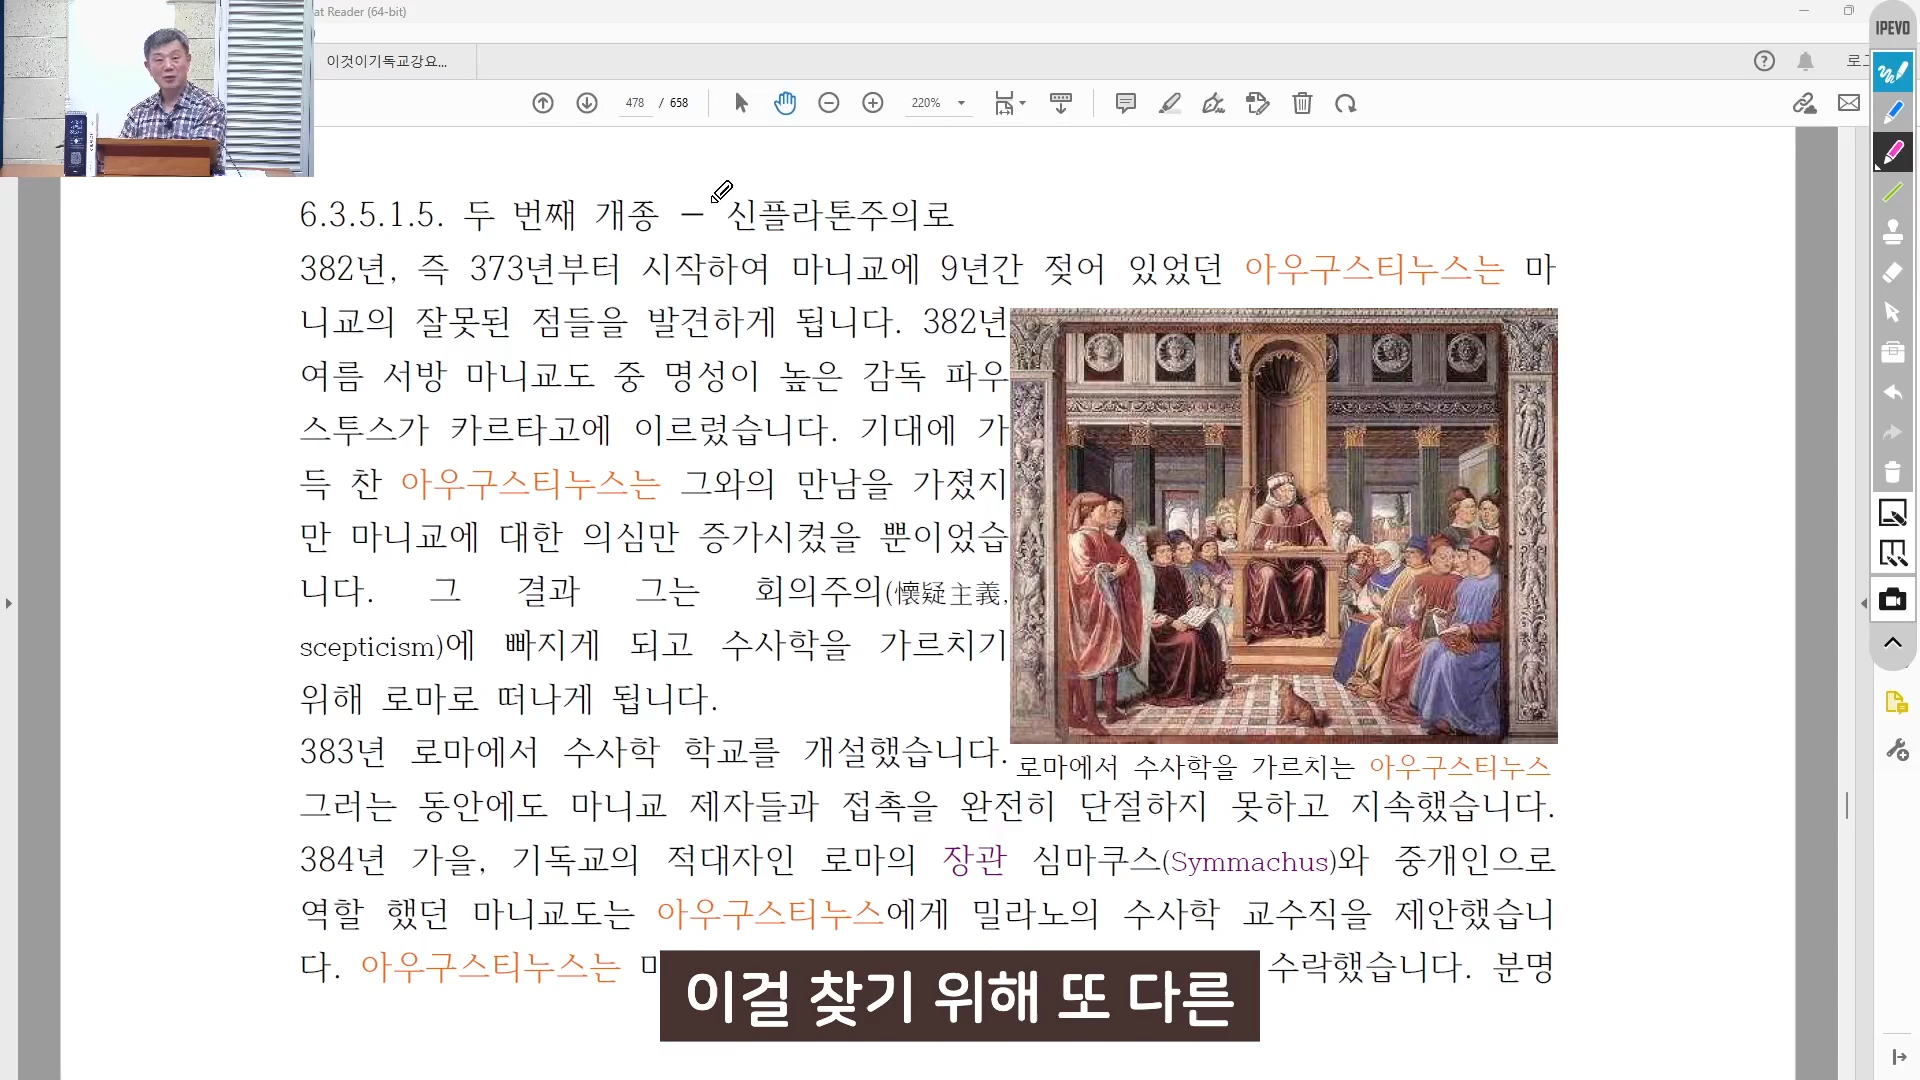 at Reader (64-bit)
IPEVO
이것이기독교강요...
로그
478 / 658
220%
6.3.5.1.5. 두 번째 개종 – 신플라톤주의로
382년, 즉 373년부터 시작하여 마니교에 9년간 젖어 있었던 아우구스티누스는 마
니교의 잘못된 점들을 발견하게 됩니다. 382년
여름 서방 마니교도 중 명성이 높은 감독 파우
스투스가 카르타고에 이르렀습니다. 기대에 가
득 찬 아우구스티누스는 그와의 만남을 가졌지
만 마니교에 대한 의심만 증가시켰을 뿐이었습
니다. 그 결과 그는 회의주의(懷疑主義,
scepticism)에 빠지게 되고 수사학을 가르치기
위해 로마로 떠나게 됩니다.
383년 로마에서 수사학 학교를 개설했습니다.
로마에서 수사학을 가르치는 아우구스티누스
그러는 동안에도 마니교 제자들과 접촉을 완전히 단절하지 못하고 지속했습니다.
384년 가을, 기독교의 적대자인 로마의 장관 심마쿠스(Symmachus)와 중개인으로
역할 했던 마니교도는 아우구스티누스에게 밀라노의 수사학 교수직을 제안했습니
다. 아우구스티누스는 수락했습니다. 분명
이걸 찾기 위해 또 다른